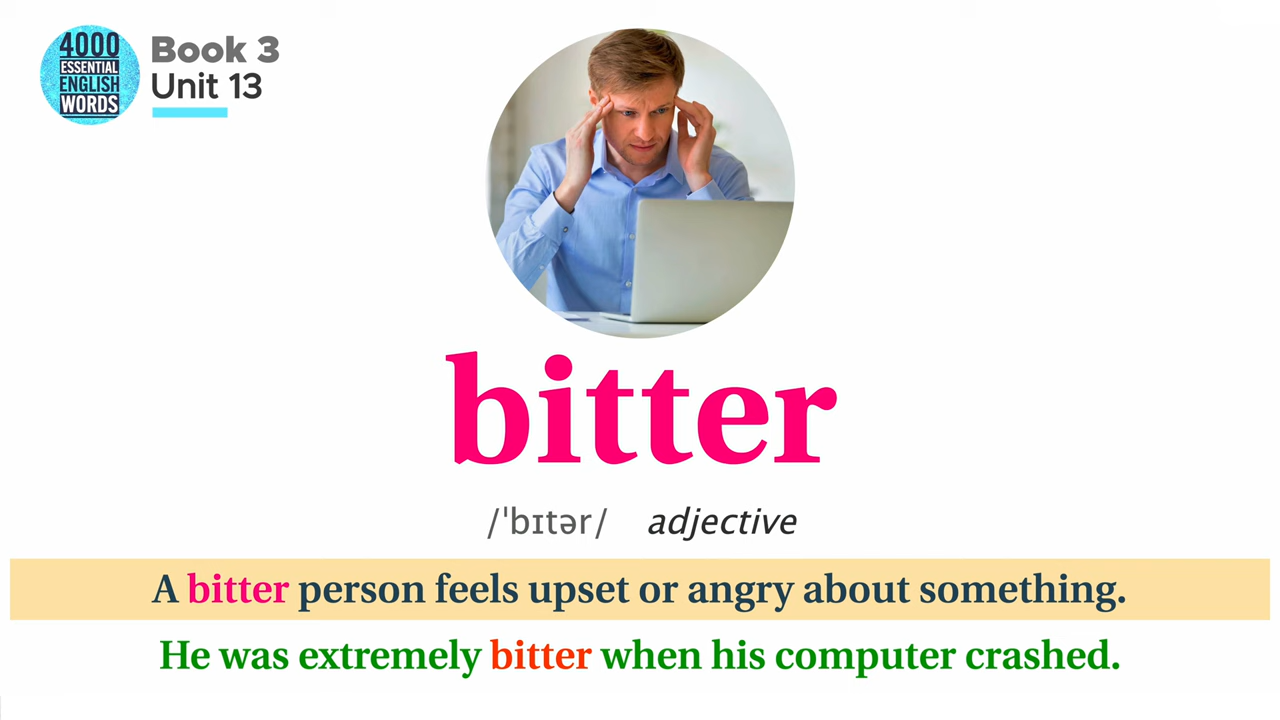 4000
ESSENTIAL
ENGLISH
WORDS
Book 3
Unit 13
bitter
/ˈbɪtər/ adjective
A bitter person feels upset or angry about something.
He was extremely bitter when his computer crashed.